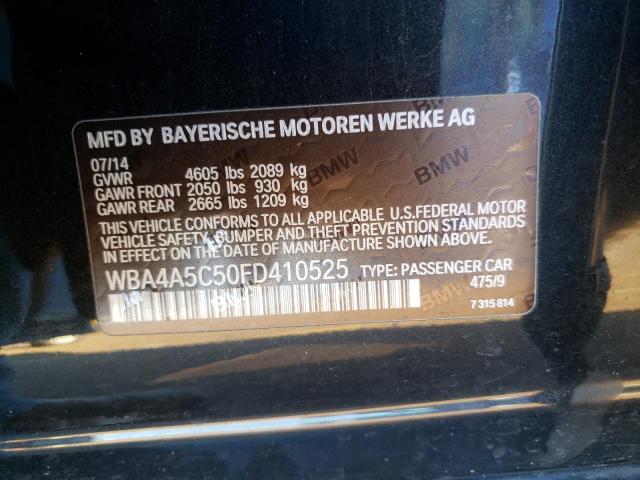 MFD BY BAYERISCHE MOTOREN WERKE AG
07/14
GVWR 4605 lbs 2089 kg
GAWR FRONT 2050 lbs 930 kg
GAWR REAR 2665 lbs 1209 kg
THIS VEHICLE CONFORMS TO ALL APPLICABLE U.S.FEDERAL MOTOR
VEHICLE SAFETY, BUMPER AND THEFT PREVENTION STANDARDS
IN EFFECT ON THE DATE OF MANUFACTURE SHOWN ABOVE.
WBA4A5C50FD410525 TYPE: PASSENGER CAR
475/9
7 315 814
BMW
BMW
BMW